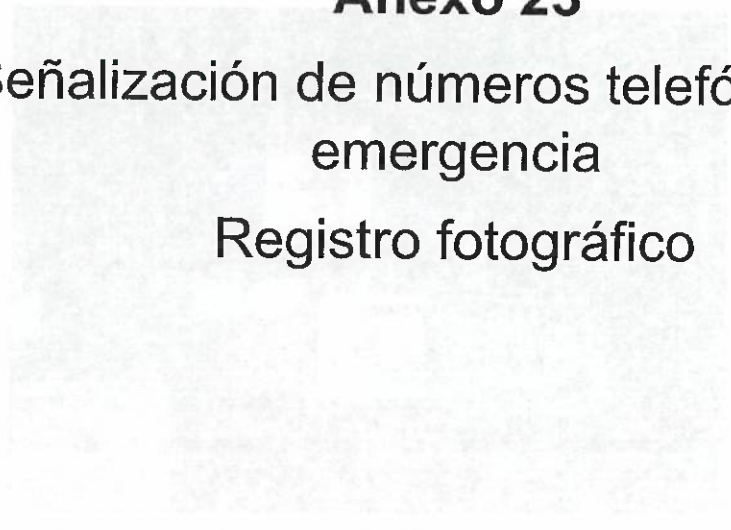 Anexo 23
Señalización de números telefó
emergencia
Registro fotográfico